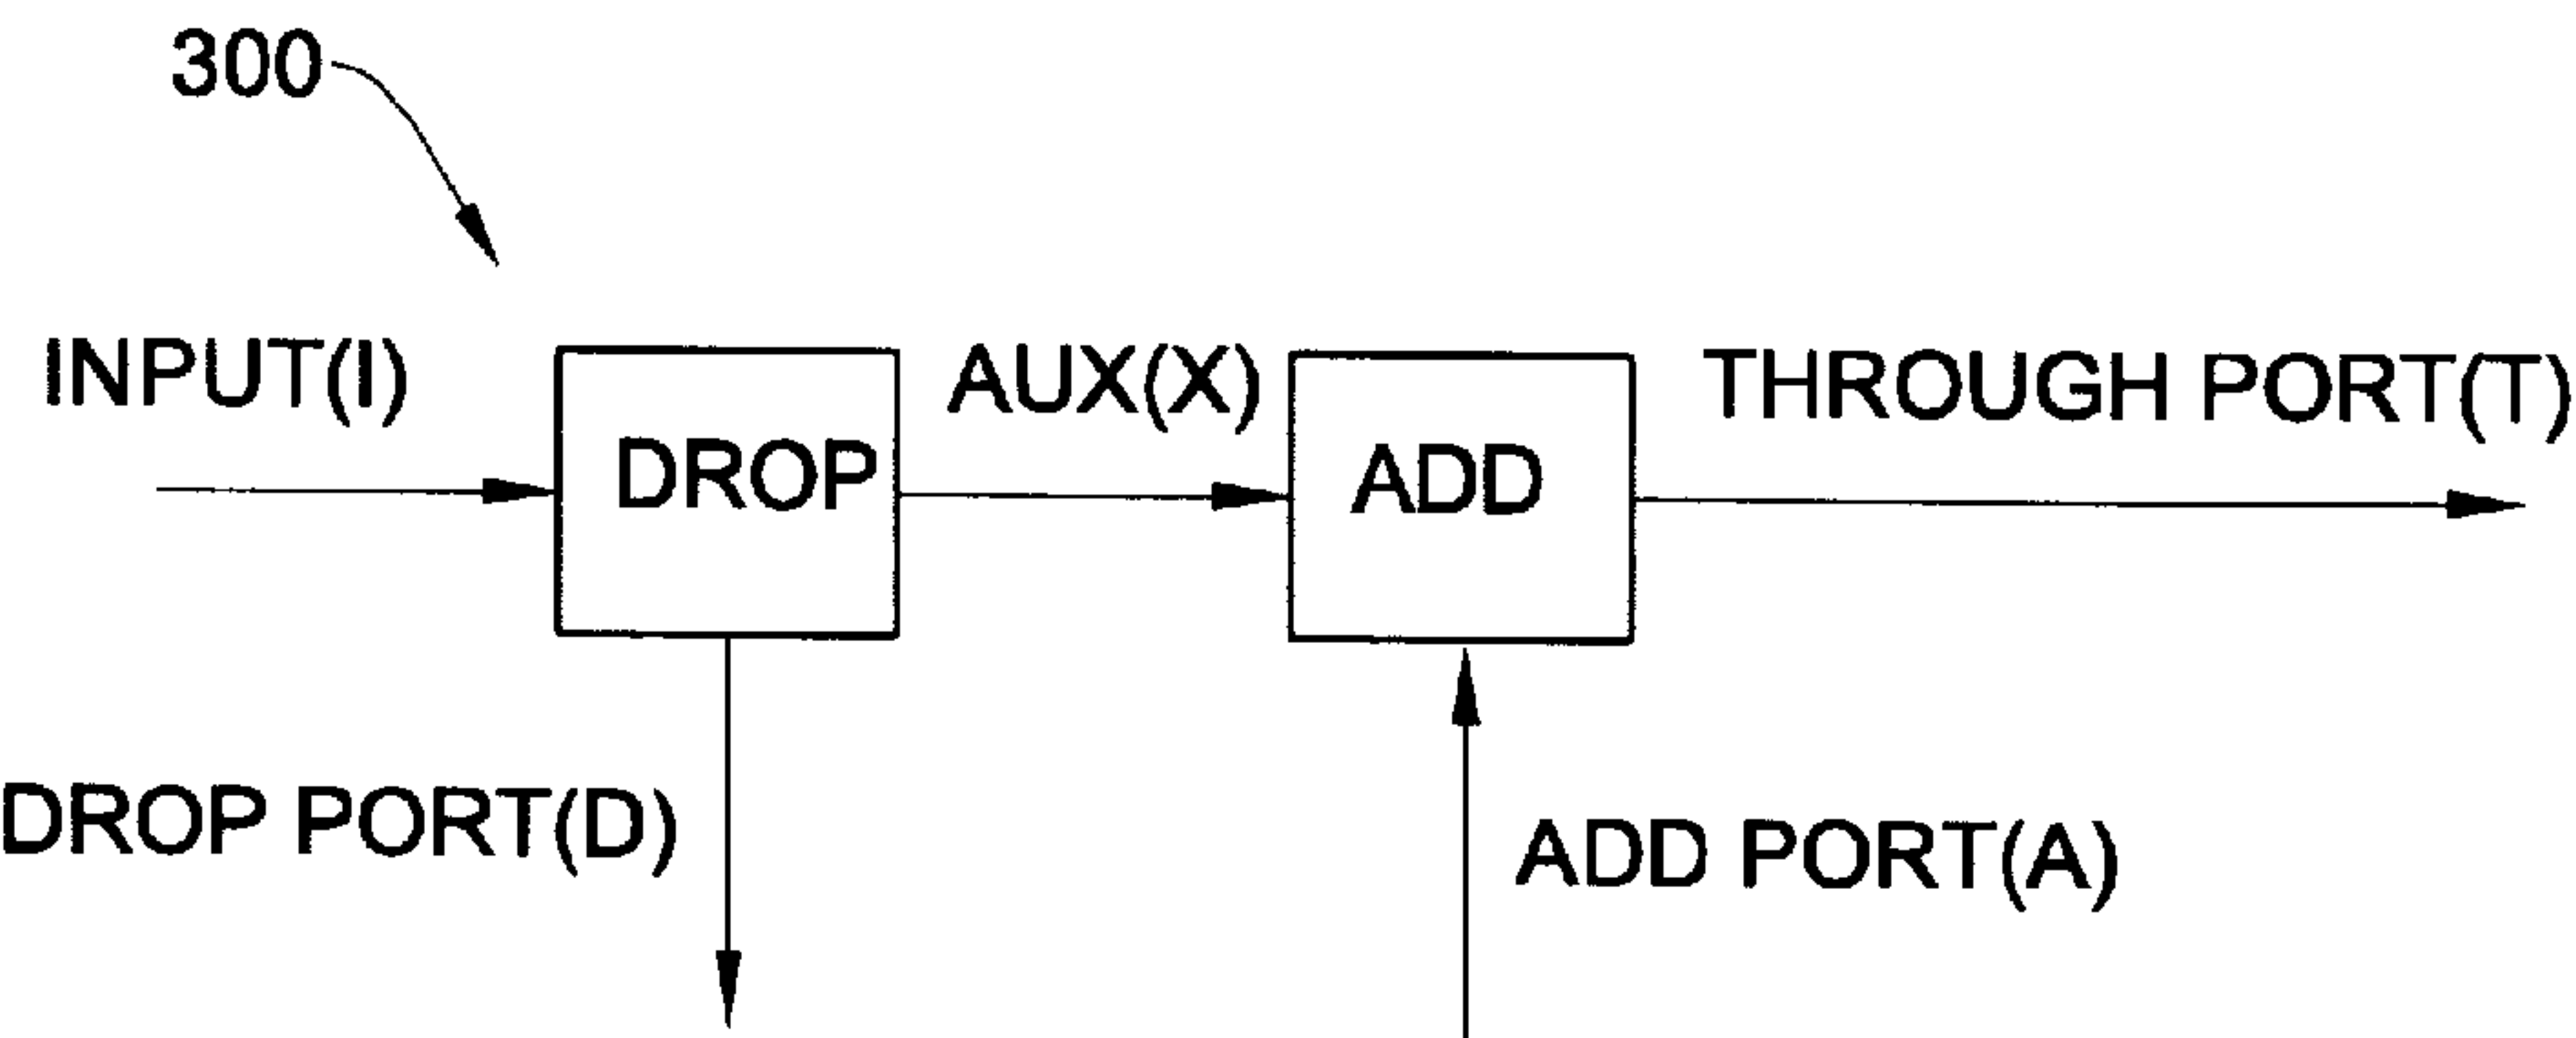 300
INPUT(I)
AUX(X)
THROUGH PORT(T)
DROP
ADD
DROP PORT(D)
ADD PORT(A)